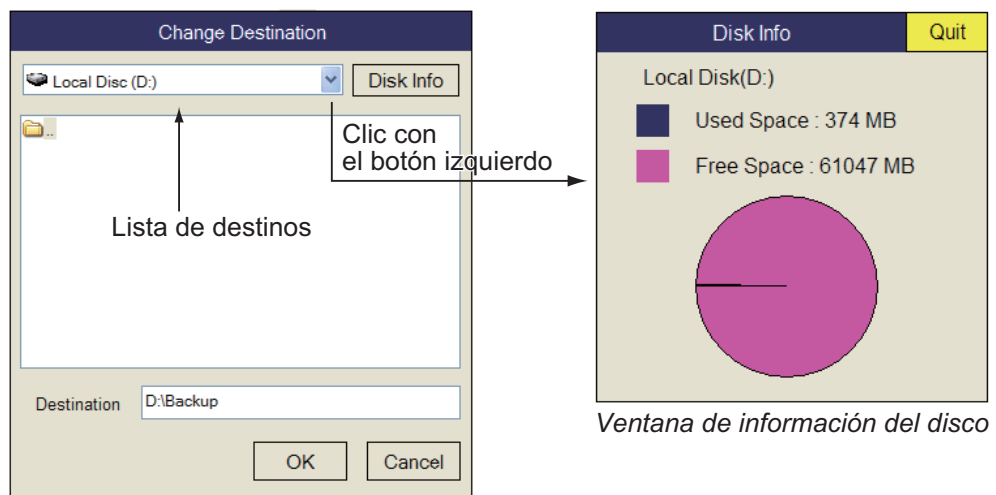 Change Destination
Local Disc (D:)
Disk Info
..
Clic con
el botón izquierdo
Lista de destinos
Destination
D:\Backup
OK
Cancel
Disk Info
Quit
Local Disk(D:)
Used Space : 374 MB
Free Space : 61047 MB
Ventana de información del disco